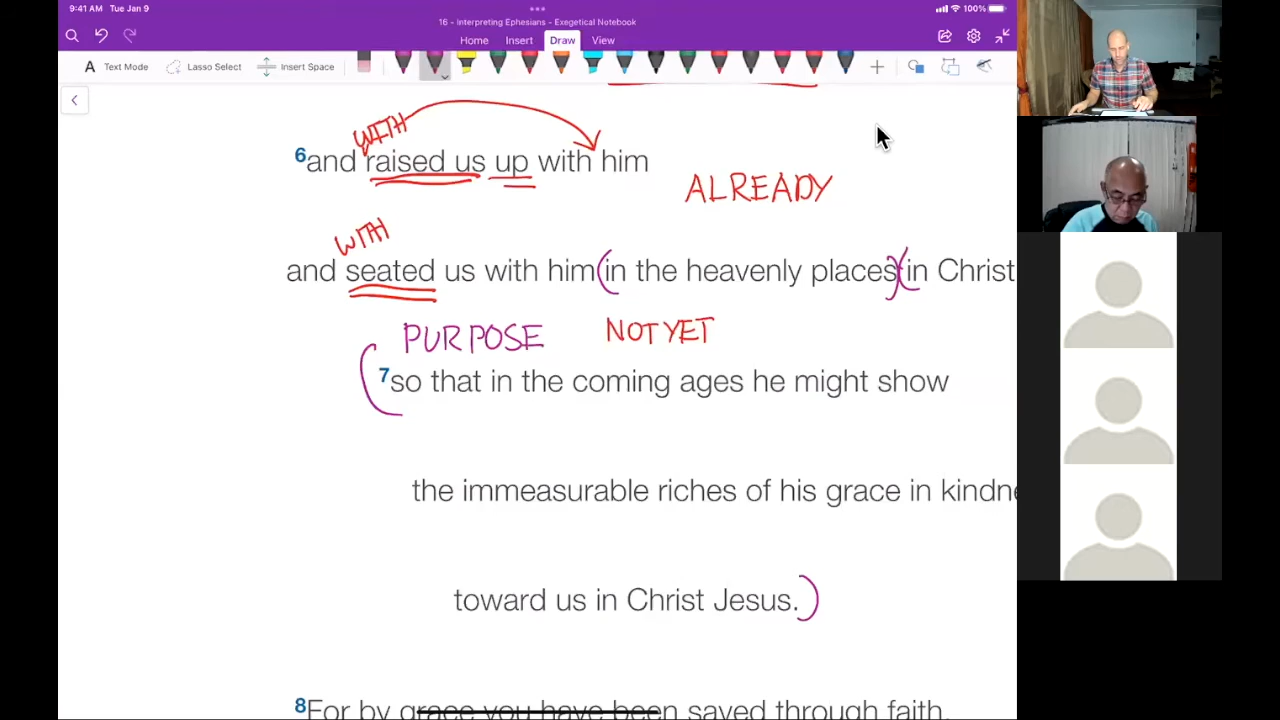 9:41 AM Tue Jan 9
100%
16 - Interpreting Ephesians - Exegetical Notebook
Home Insert Draw View
A Text Mode Lasso Select Insert Space
WITH
6and raised us up with him
ALREADY
WITH
and seated us with him (in the heavenly places) (in Christ
PURPOSE NOT YET
(7so that in the coming ages he might show
the immeasurable riches of his grace in kindne
toward us in Christ Jesus.)
8For by grace you have been saved through faith.